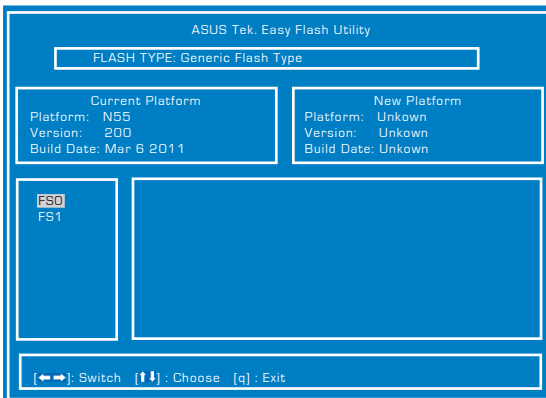 ASUS Tek. Easy Flash Utility
FLASH TYPE: Generic Flash Type
Current Platform
Platform: N55
Version: 200
Build Date: Mar 6 2011
New Platform
Platform: Unkown
Version: Unkown
Build Date: Unkown
FS0
FS1
[←→]: Switch [↑↓] : Choose [q] : Exit